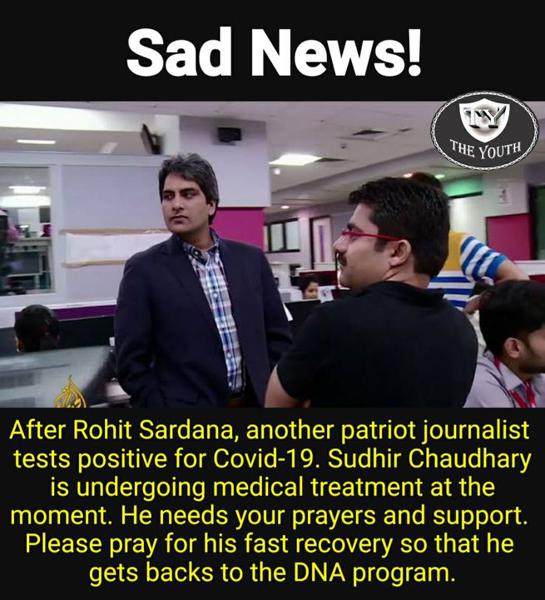 Sad News!
TY
THE YOUTH
After Rohit Sardana, another patriot journalist
tests positive for Covid-19. Sudhir Chaudhary
is undergoing medical treatment at the
moment. He needs your prayers and support.
Please pray for his fast recovery so that he
gets backs to the DNA program.